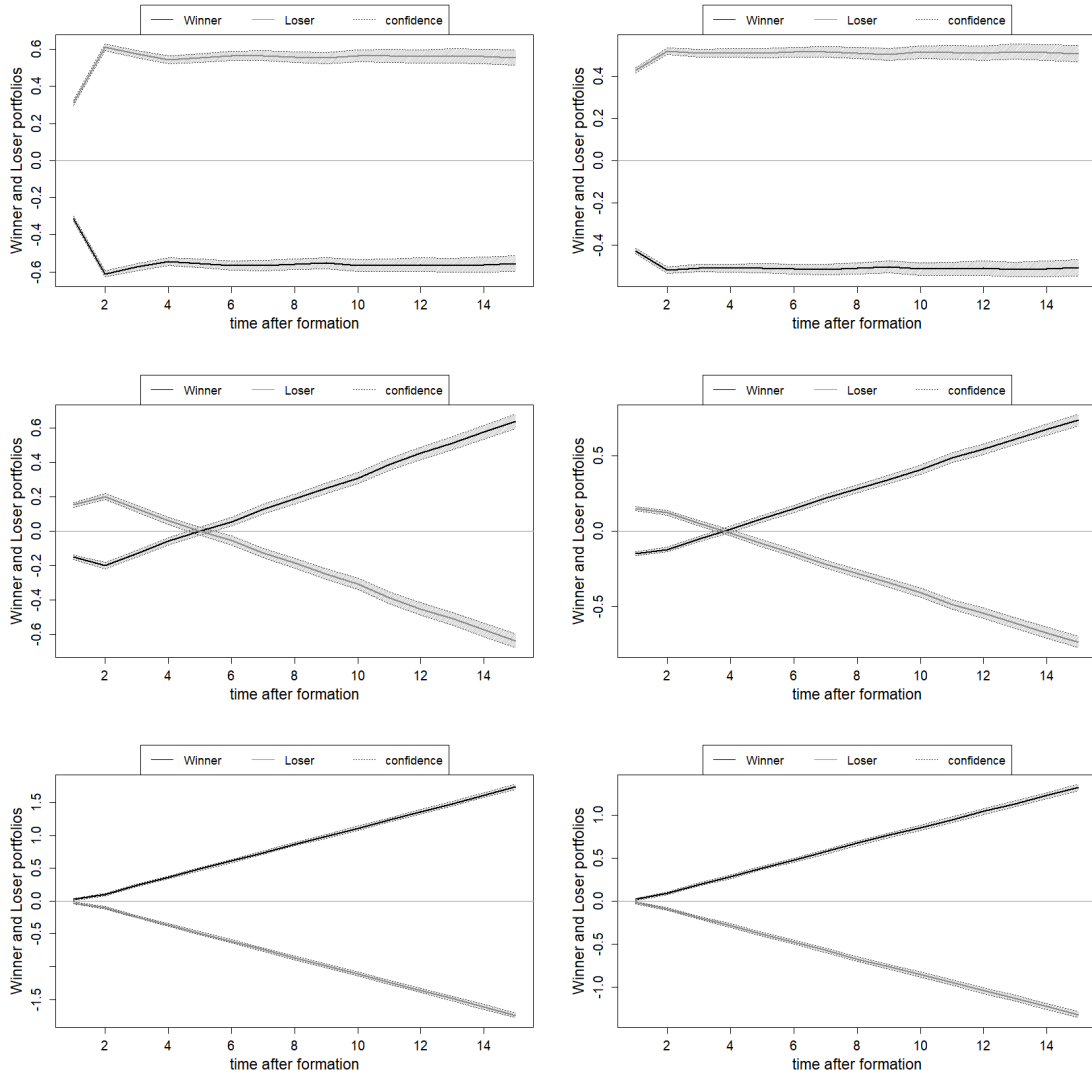 Winner Loser confidence
Winner and Loser portfolios
0.6
0.4
0.2
0.0
-0.2
-0.4
-0.6
2 4 6 8 10 12 14
time after formation
Winner Loser confidence
Winner and Loser portfolios
0.4
0.0
-0.4
2 4 6 8 10 12 14
time after formation
Winner Loser confidence
Winner and Loser portfolios
0.6
0.4
0.2
0.0
-0.2
-0.4
-0.6
2 4 6 8 10 12 14
time after formation
Winner Loser confidence
Winner and Loser portfolios
0.5
0.0
-0.5
2 4 6 8 10 12 14
time after formation
Winner Loser confidence
Winner and Loser portfolios
1.5
1.0
0.5
0.0
-0.5
-1.5
2 4 6 8 10 12 14
time after formation
Winner Loser confidence
Winner and Loser portfolios
1.0
0.5
0.0
-0.5
-1.0
2 4 6 8 10 12 14
time after formation